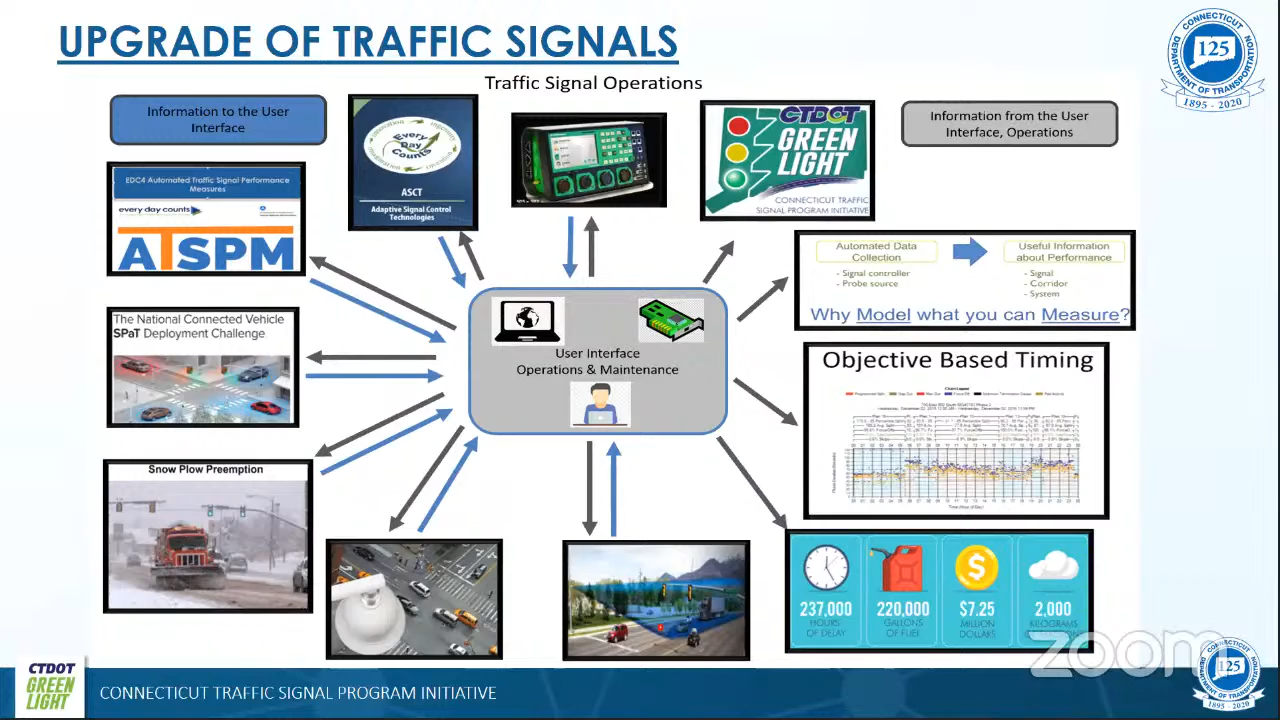 UPGRADE OF TRAFFIC SIGNALS
Traffic Signal Operations
CONNECTICUT
DEPARTMENT OF TRANSPORTATION
125
1895 - 2020
Information to the User
Interface
Information from the User
Interface, Operations
EDC4 Automated Traffic Signal Performance
Measures
every day counts
ATSPM
Every
Day
Counts
ASCT
Adaptive Signal Control
Technologies
CTDOT
GREEN
LIGHT
CONNECTICUT TRAFFIC
SIGNAL PROGRAM INITIATIVE
Automated Data
Collection
- Signal controller
- Probe source
Useful Information
about Performance
- Signal
- Corridor
- System
Why Model what you can Measure?
The National Connected Vehicle
SPaT Deployment Challenge
User Interface
Operations & Maintenance
Objective Based Timing
Snow Plow Preemption
237,000
HOURS
OF DELAY
220,000
GALLONS
OF FUEL
$7.25
MILLION
DOLLARS
2,000
KILOGRAMS
zoom
CTDOT
GREEN
LIGHT
CONNECTICUT TRAFFIC SIGNAL PROGRAM INITIATIVE
125
1895 - 2020